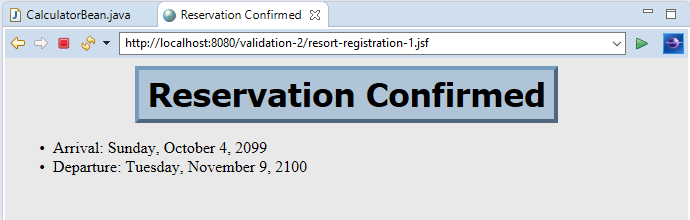 CalculatorBean.java
Reservation Confirmed
http://localhost:8080/validation-2/resort-registration-1.jsf
Reservation Confirmed
• Arrival: Sunday, October 4, 2099
• Departure: Tuesday, November 9, 2100